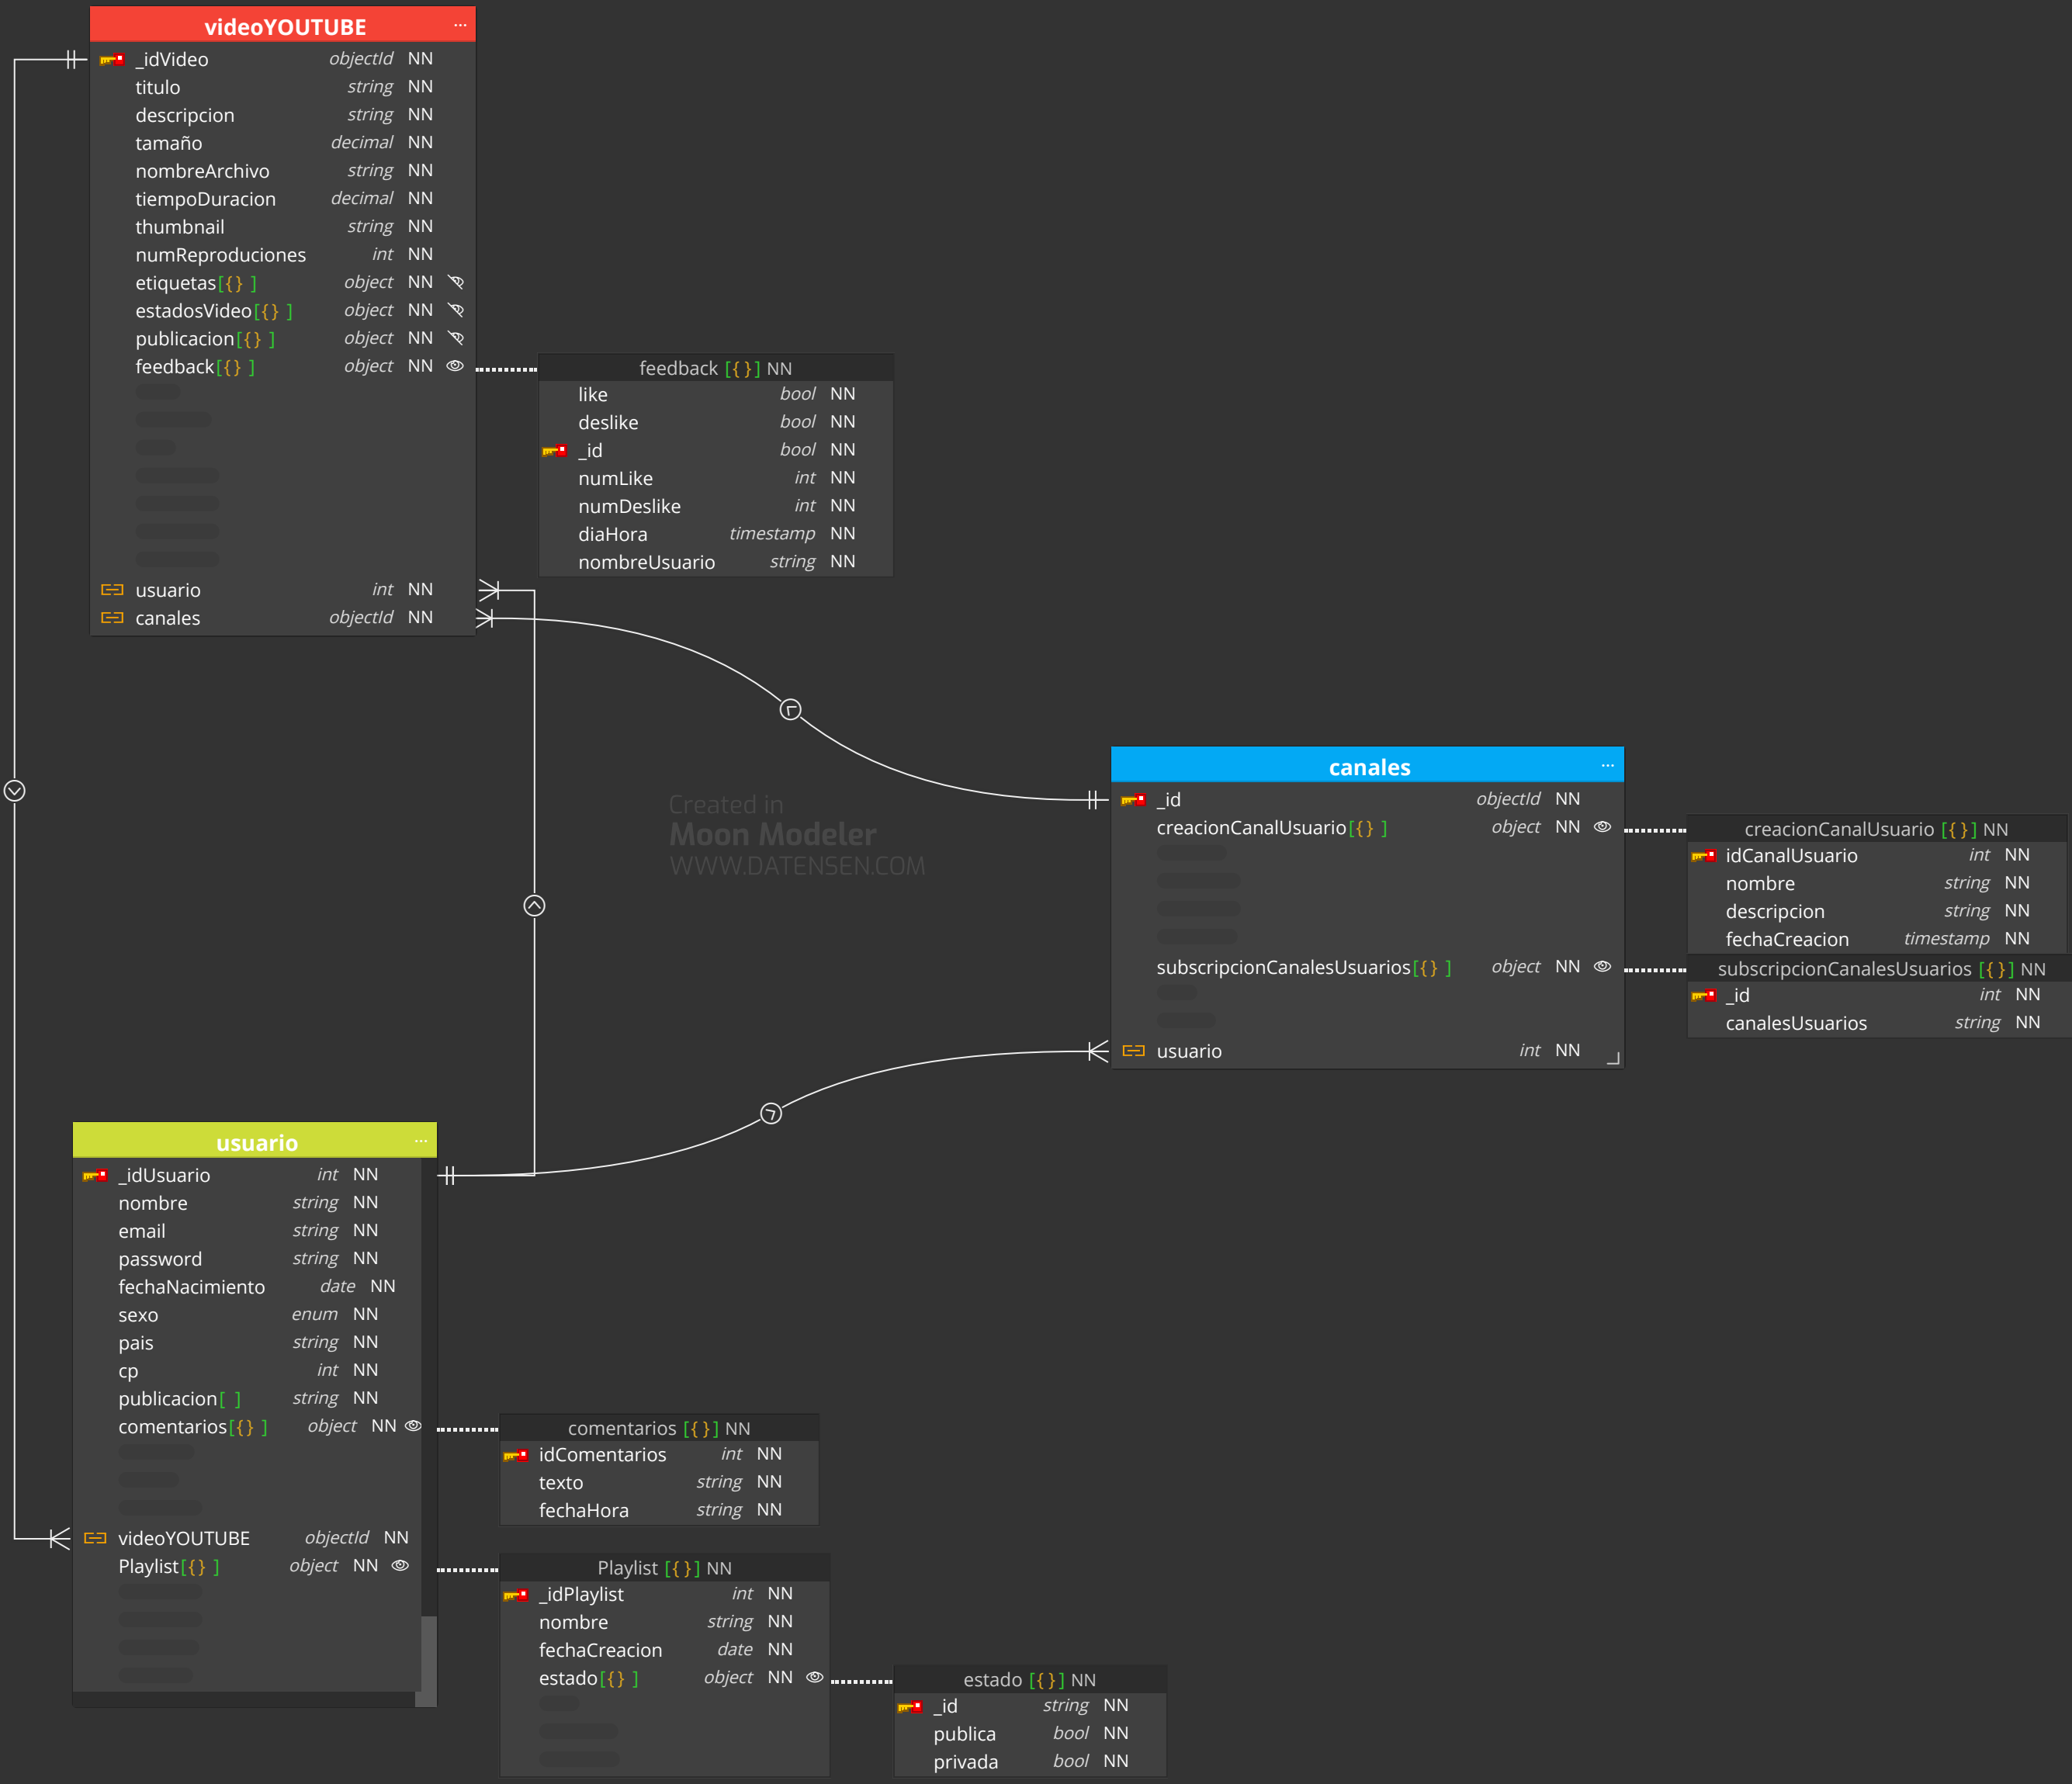 videoYOUTUBE ...
_idVideo objectId NN
titulo string NN
descripcion string NN
tamaño decimal NN
nombreArchivo string NN
tiempoDuracion decimal NN
thumbnail string NN
numReproduciones int NN
etiquetas[{} ] object NN
estadosVideo[{} ] object NN
publicacion[{} ] object NN
feedback[{} ] object NN
usuario int NN
canales objectId NN
feedback [{}] NN
like bool NN
deslike bool NN
_id bool NN
numLike int NN
numDeslike int NN
diaHora timestamp NN
nombreUsuario string NN
Created in
Moon Modeler
WWW.DATENSEN.COM
canales ...
_id objectId NN
creacionCanalUsuario[{} ] object NN
subscripcionCanalesUsuarios[{} ] object NN
usuario int NN
creacionCanalUsuario [{}] NN
idCanalUsuario int NN
nombre string NN
descripcion string NN
fechaCreacion timestamp NN
subscripcionCanalesUsuarios [{}] NN
_id int NN
canalesUsuarios string NN
usuario ...
_idUsuario int NN
nombre string NN
email string NN
password string NN
fechaNacimiento date NN
sexo enum NN
pais string NN
cp int NN
publicacion[ ] string NN
comentarios[{} ] object NN
videoYOUTUBE objectId NN
Playlist[{} ] object NN
comentarios [{}] NN
idComentarios int NN
texto string NN
fechaHora string NN
Playlist [{}] NN
_idPlaylist int NN
nombre string NN
fechaCreacion date NN
estado[{} ] object NN
estado [{}] NN
_id string NN
publica bool NN
privada bool NN